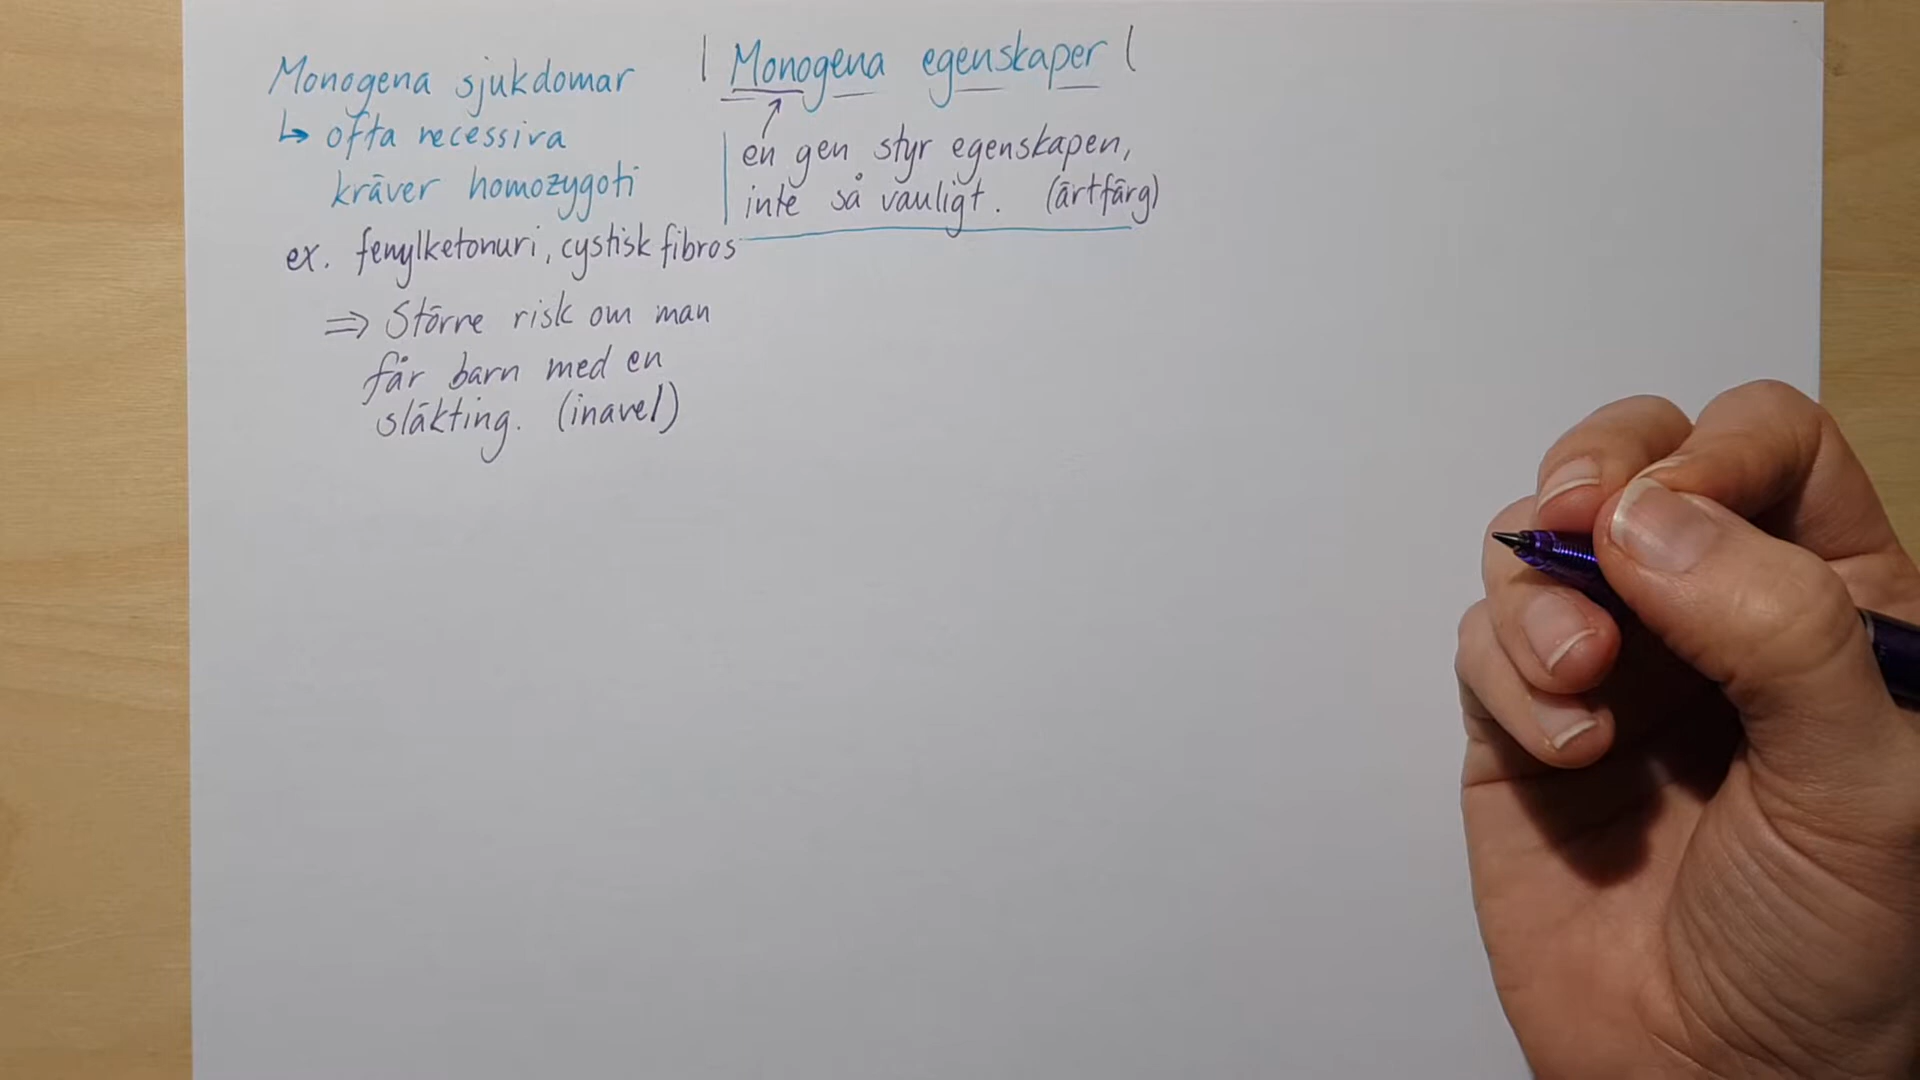 Monogena sjukdomar
↳ ofta recessiva
kräver homozygoti
ex. fenylketonuri, cystisk fibros
⇒ Större risk om man
får barn med en
släkting. (inavel)
Monogena egenskaper
en gen styr egenskapen,
inte så vanligt. (ärtfärg)